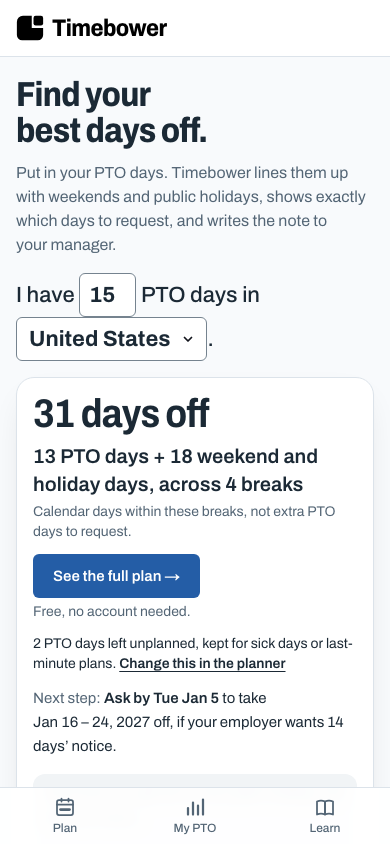 Timebower
Find your
best days off.
Put in your PTO days. Timebower lines them up
with weekends and public holidays, shows exactly
which days to request, and writes the note to
your manager.
I have 15 PTO days in
United States .
31 days off
13 PTO days + 18 weekend and
holiday days, across 4 breaks
Calendar days within these breaks, not extra PTO
days to request.
See the full plan →
Free, no account needed.
2 PTO days left unplanned, kept for sick days or last-
minute plans. Change this in the planner
Next step: Ask by Tue Jan 5 to take
Jan 16 – 24, 2027 off, if your employer wants 14
days’ notice.
Plan
My PTO
Learn